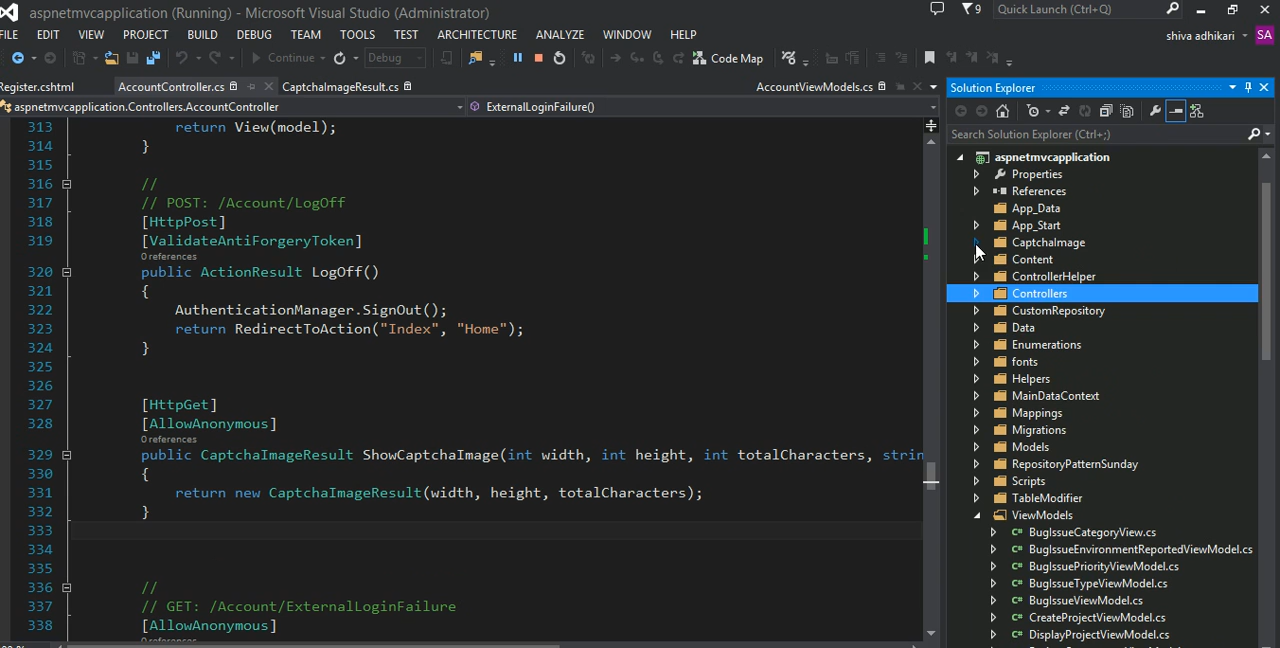 aspnetmvcapplication (Running) - Microsoft Visual Studio (Administrator)
Quick Launch (Ctrl+Q)
FILE EDIT VIEW PROJECT BUILD DEBUG TEAM TOOLS TEST ARCHITECTURE ANALYZE WINDOW HELP
shiva adhikari SA
Continue Debug Code Map
Register.cshtml AccountController.cs CaptchaImageResult.cs AccountViewModels.cs
aspnetmvcapplication.Controllers.AccountController ExternalLoginFailure()
313 return View(model);
314 }
315
316 //
317 // POST: /Account/LogOff
318 [HttpPost]
319 [ValidateAntiForgeryToken]
0 references
320 public ActionResult LogOff()
321 {
322 AuthenticationManager.SignOut();
323 return RedirectToAction("Index", "Home");
324 }
325
326
327 [HttpGet]
328 [AllowAnonymous]
0 references
329 public CaptchaImageResult ShowCaptchaImage(int width, int height, int totalCharacters, strin
330 {
331 return new CaptchaImageResult(width, height, totalCharacters);
332 }
333
334
335
336 //
337 // GET: /Account/ExternalLoginFailure
338 [AllowAnonymous]
0 references
Solution Explorer
Search Solution Explorer (Ctrl+;)
aspnetmvcapplication
Properties
References
App_Data
App_Start
CaptchaImage
Content
ControllerHelper
Controllers
CustomRepository
Data
Enumerations
fonts
Helpers
MainDataContext
Mappings
Migrations
Models
RepositoryPatternSunday
Scripts
TableModifier
ViewModels
C# BugIssueCategoryView.cs
C# BugIssueEnvironmentReportedViewModel.cs
C# BugIssuePriorityViewModel.cs
C# BugIssueTypeViewModel.cs
C# BugIssueViewModel.cs
C# CreateProjectViewModel.cs
C# DisplayProjectViewModel.cs